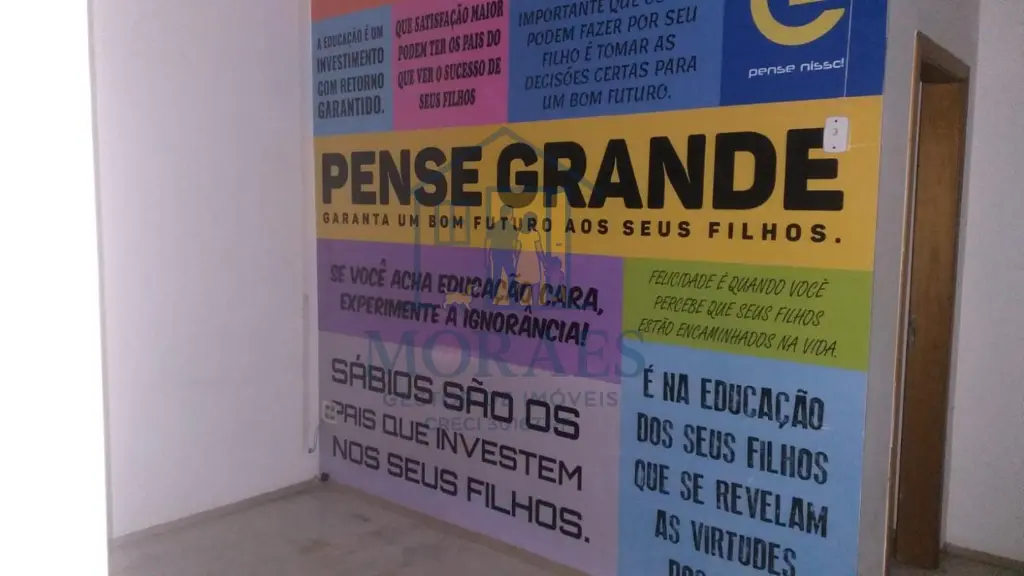 A EDUCAÇÃO É UM
INVESTIMENTO
COM RETORNO
GARANTIDO.
QUE SATISFAÇÃO MAIOR
PODEM TER OS PAIS DO
QUE VER O SUCESSO DE
SEUS FILHOS
IMPORTANTE QUE OS
PODEM FAZER POR SEU
FILHO É TOMAR AS
DECISÕES CERTAS PARA
UM BOM FUTURO.
pense nisso!
PENSE GRANDE
GARANTA UM BOM FUTURO AOS SEUS FILHOS.
SE VOCÊ ACHA EDUCAÇÃO CARA,
EXPERIMENTE A IGNORÂNCIA!
FELICIDADE É QUANDO VOCÊ
PERCEBE QUE SEUS FILHOS
ESTÃO ENCAMINHADOS NA VIDA.
SÁBIOS SÃO OS
PAIS QUE INVESTEM
NOS SEUS FILHOS.
É NA EDUCAÇÃO
DOS SEUS FILHOS
QUE SE REVELAM
AS VIRTUDES
MORAES
IMÓVEIS
CRECI